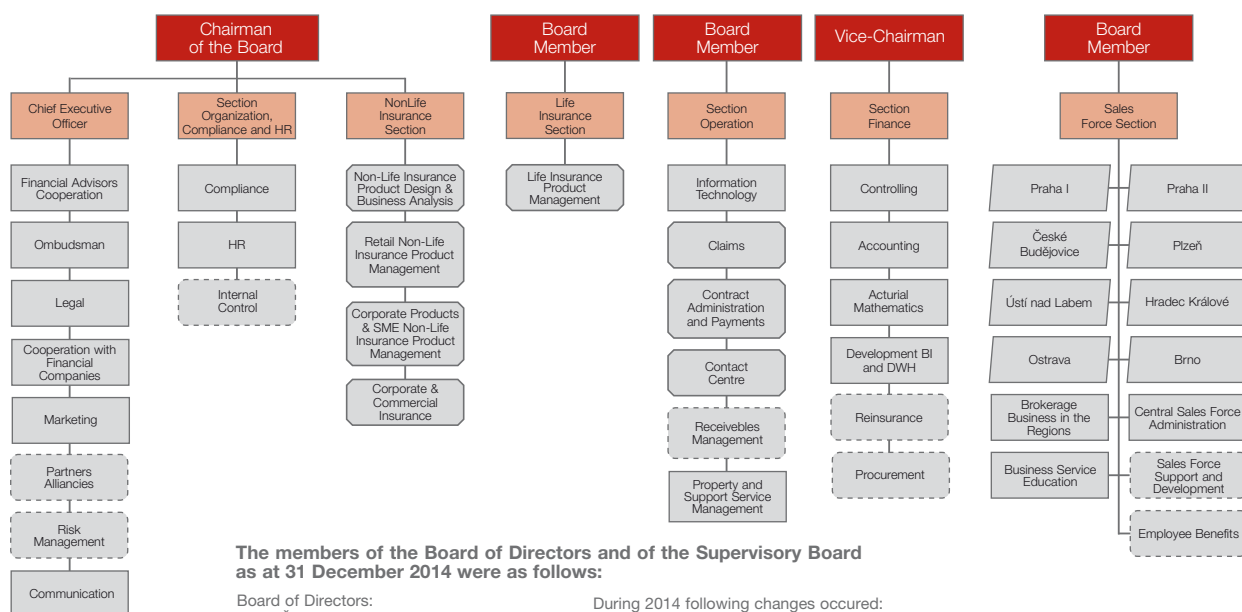 Chairman
of the Board
Board
Member
Board
Member
Vice-Chairman
Board
Member
Chief Executive
Officer
Section
Organization,
Compliance and HR
NonLife
Insurance
Section
Life
Insurance
Section
Section
Operation
Section
Finance
Sales
Force Section
Financial Advisors
Cooperation
Ombudsman
Legal
Cooperation with
Financial
Companies
Marketing
Partners
Alliancies
Risk
Management
Communication
Compliance
HR
Internal
Control
Non-Life Insurance
Product Design &
Business Analysis
Retail Non-Life
Insurance Product
Management
Corporate Products
& SME Non-Life
Insurance Product
Management
Corporate &
Commercial
Insurance
Life Insurance
Product
Management
Information
Technology
Claims
Contract
Administration
and Payments
Contact
Centre
Receivebles
Management
Property and
Support Service
Management
Controlling
Accounting
Acturial
Mathematics
Development BI
and DWH
Reinsurance
Procurement
Praha I
Praha II
České
Budějovice
Plzeň
Ústí nad Labem
Hradec Králové
Ostrava
Brno
Brokerage
Business in the
Regions
Central Sales Force
Administration
Business Service
Education
Sales Force
Support and
Development
Employee Benefits
The members of the Board of Directors and of the Supervisory Board
as at 31 December 2014 were as follows:
Board of Directors:
During 2014 following changes occured: